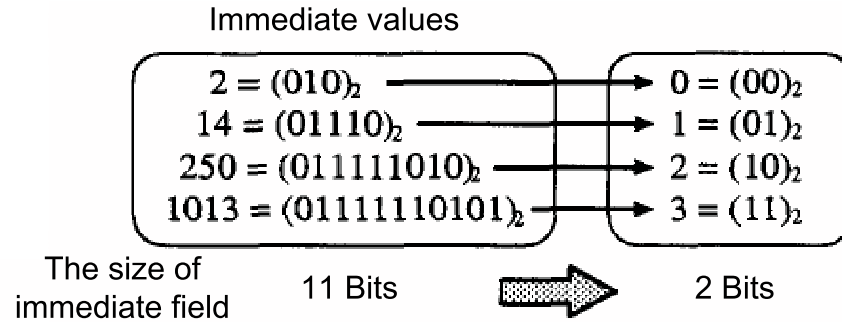 Immediate values
2 = (010)₂ 0 = (00)₂
14 = (01110)₂ 1 = (01)₂
250 = (011111010)₂ 2 = (10)₂
1013 = (01111110101)₂ 3 = (11)₂
The size of
immediate field 11 Bits 2 Bits